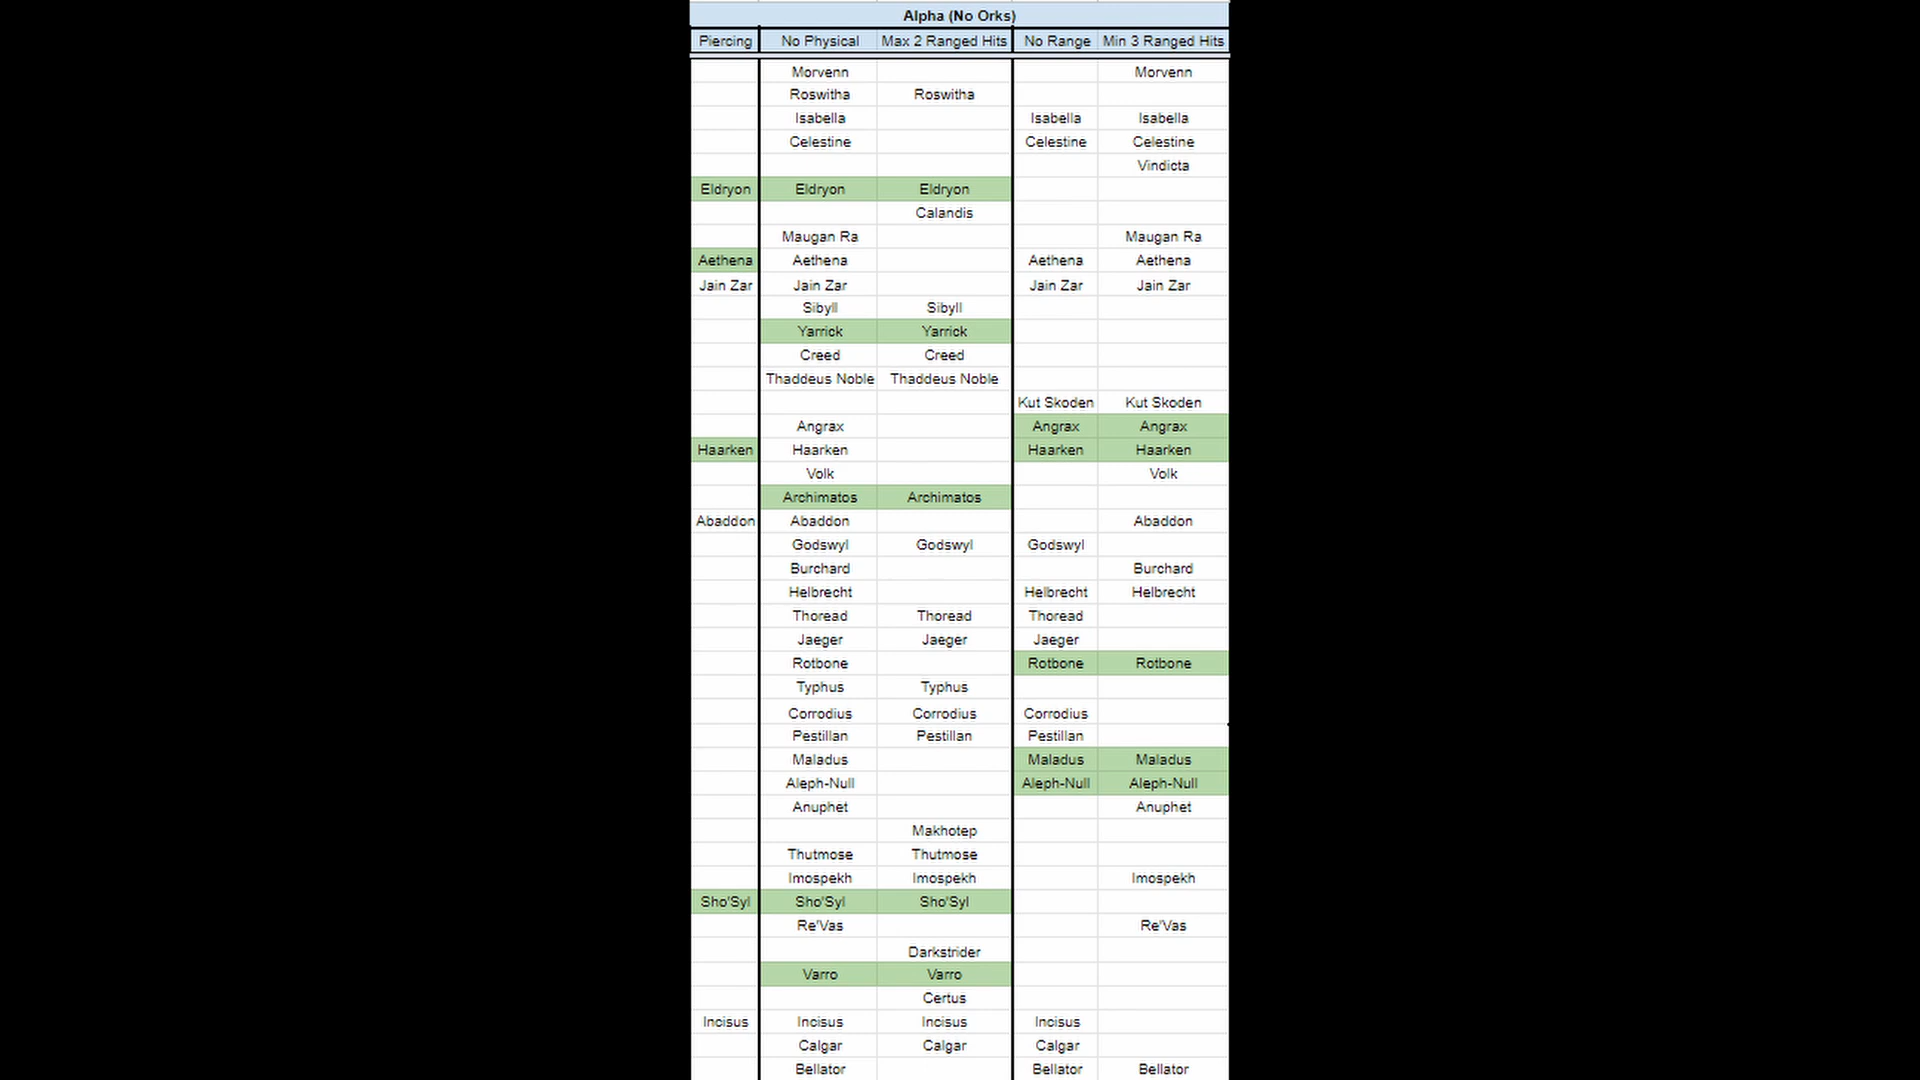 Alpha (No Orks)
Piercing No Physical Max 2 Ranged Hits No Range Min 3 Ranged Hits
Morvenn Morvenn
Roswitha Roswitha
Isabella Isabella Isabella
Celestine Celestine Celestine
Vindicta
Eldryon Eldryon Eldryon
Calandis
Maugan Ra Maugan Ra
Aethena Aethena Aethena Aethena
Jain Zar Jain Zar Jain Zar Jain Zar
Sibyll Sibyll
Yarrick Yarrick
Creed Creed
Thaddeus Noble Thaddeus Noble
Kut Skoden Kut Skoden
Angrax Angrax Angrax
Haarken Haarken Haarken Haarken
Volk Volk
Archimatos Archimatos
Abaddon Abaddon Abaddon
Godswyl Godswyl Godswyl
Burchard Burchard
Helbrecht Helbrecht Helbrecht
Thoread Thoread Thoread
Jaeger Jaeger Jaeger
Rotbone Rotbone Rotbone
Typhus Typhus
Corrodius Corrodius Corrodius
Pestillan Pestillan Pestillan
Maladus Maladus Maladus
Aleph-Null Aleph-Null Aleph-Null
Anuphet Anuphet
Makhotep
Thutmose Thutmose
Imospekh Imospekh Imospekh
Sho'Syl Sho'Syl Sho'Syl
Re'Vas Re'Vas
Darkstrider
Varro Varro
Certus
Incisus Incisus Incisus Incisus
Calgar Calgar Calgar
Bellator Bellator Bellator